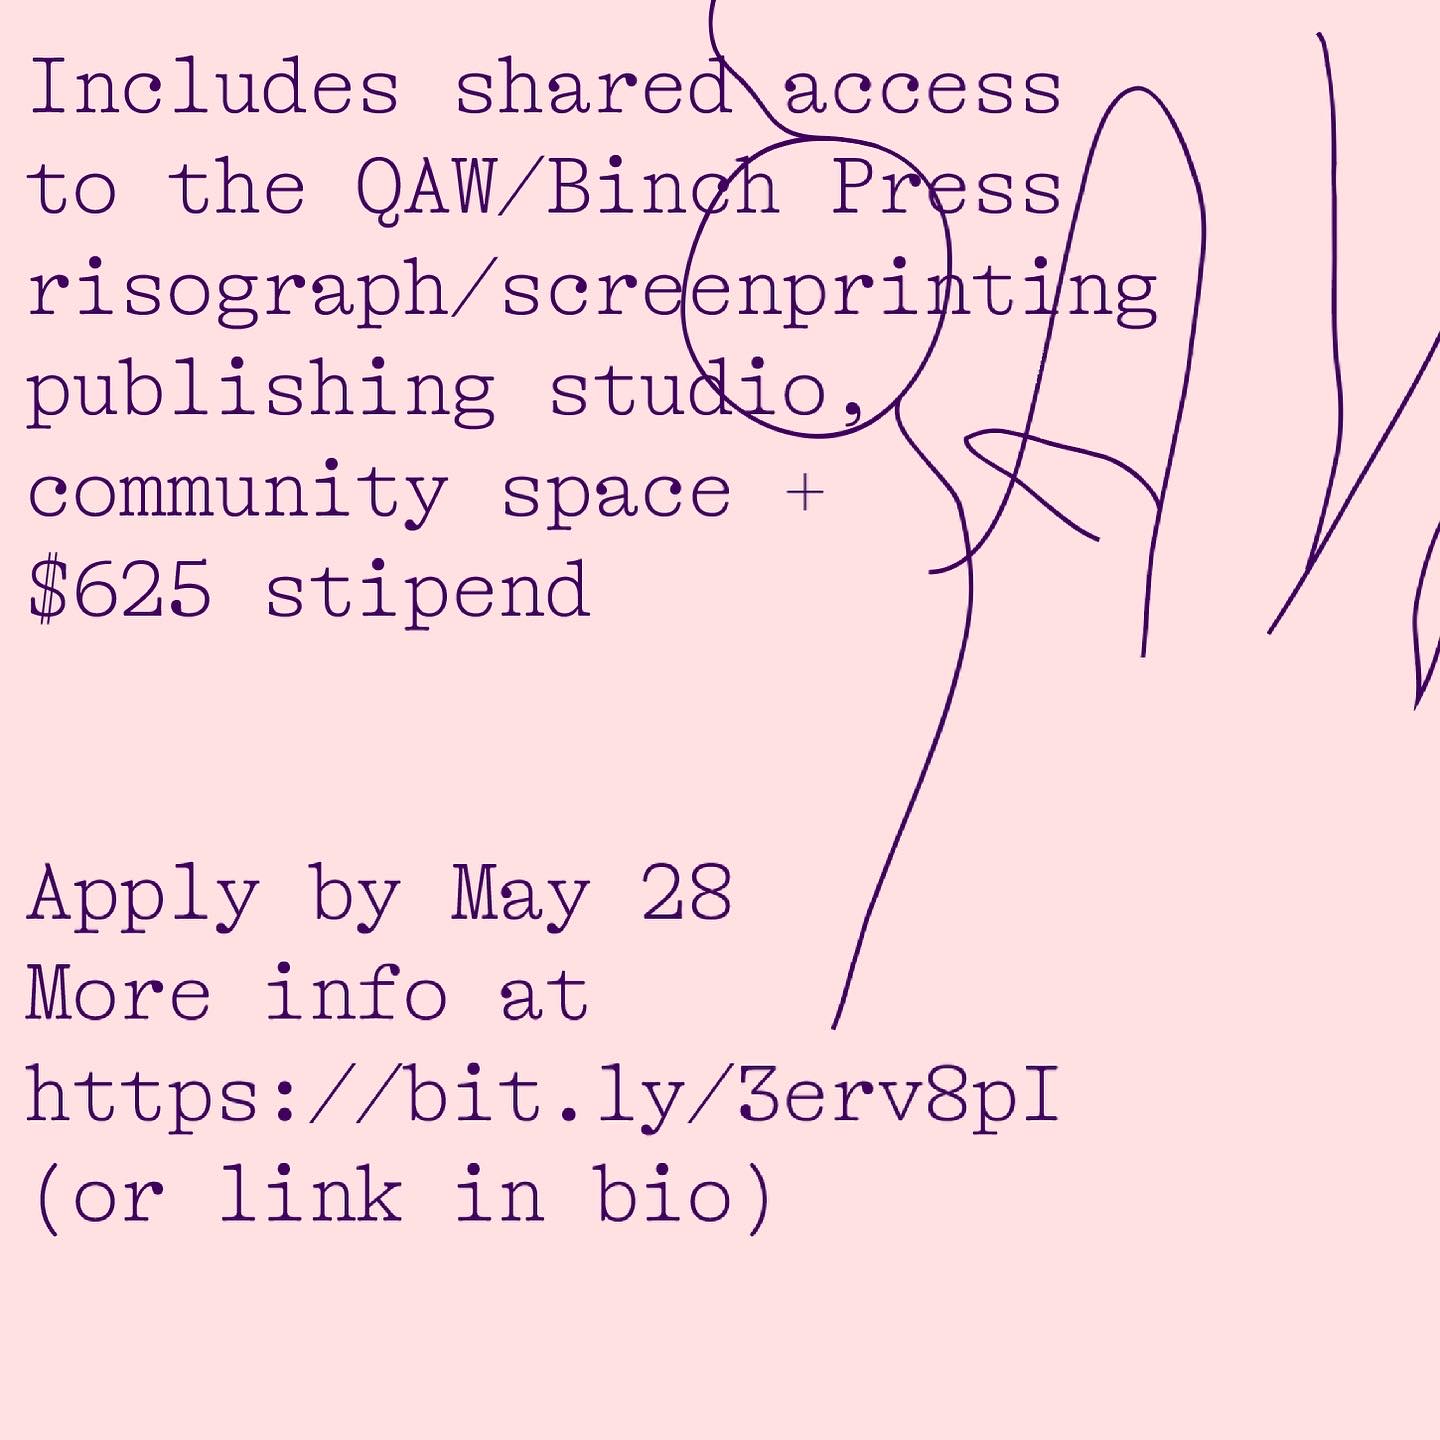 Includes shared access
to the QAW/Binch Press
risograph/screenprinting
publishing studio,
community space +
$625 stipend
Apply by May 28
More info at
https://bit.ly/3erv8pI
(or link in bio)